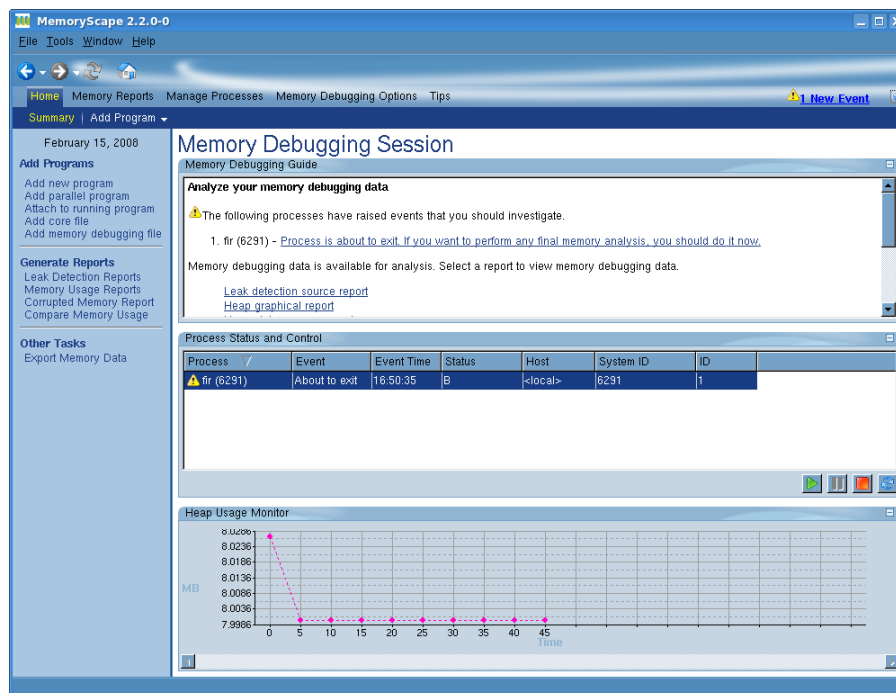 MemoryScape 2.2.0-0
File Tools Window Help
Home Memory Reports Manage Processes Memory Debugging Options Tips
1 New Event
Summary | Add Program
February 15, 2008
Add Programs
Add new program
Add parallel program
Attach to running program
Add core file
Add memory debugging file
Generate Reports
Leak Detection Reports
Memory Usage Reports
Corrupted Memory Report
Compare Memory Usage
Other Tasks
Export Memory Data
Memory Debugging Session
Memory Debugging Guide
Analyze your memory debugging data
The following processes have raised events that you should investigate.
1. fir (6291) - Process is about to exit. If you want to perform any final memory analysis, you should do it now.
Memory debugging data is available for analysis. Select a report to view memory debugging data.
Leak detection source report
Heap graphical report
Process Status and Control
Process Event Event Time Status Host System ID ID
fir (6291) About to exit 16:50:35 B <local> 6291 1
Heap Usage Monitor
8.0286
8.0236
8.0186
8.0136
MB
8.0086
8.0036
7.9986
0 5 10 15 20 25 30 35 40 45
Time